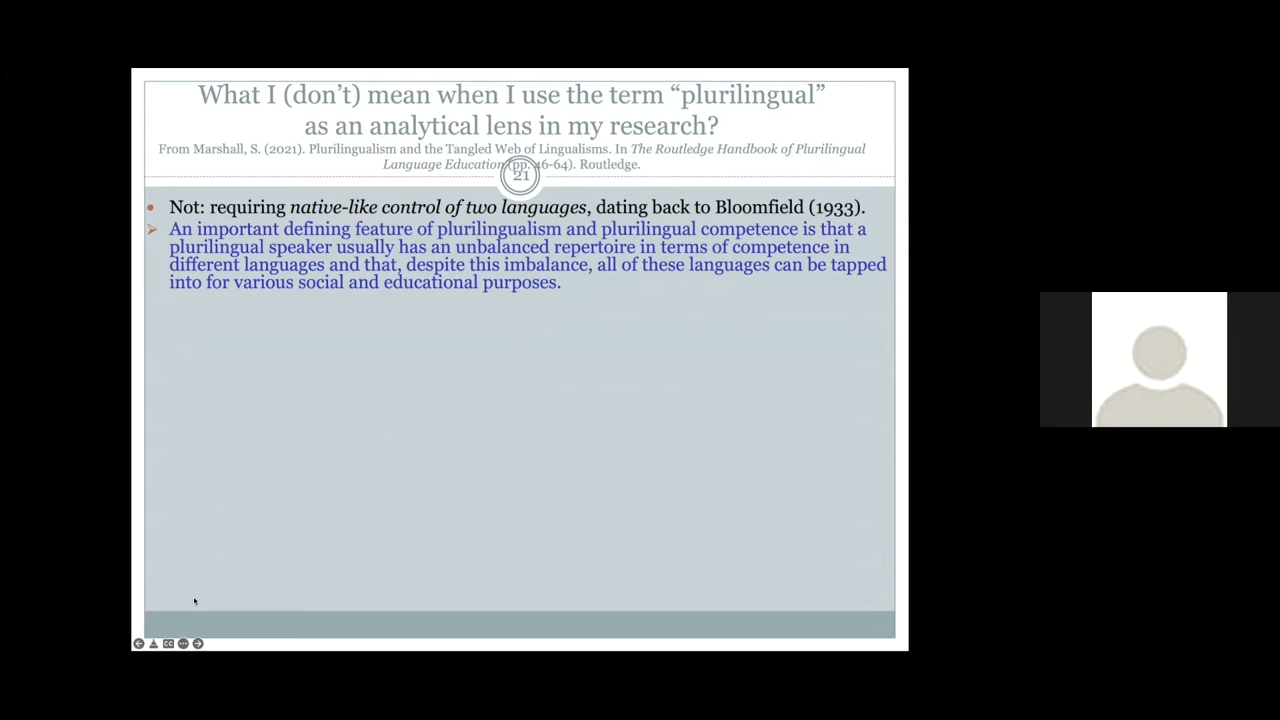 What I (don’t) mean when I use the term “plurilingual”
as an analytical lens in my research?
From Marshall, S. (2021). Plurilingualism and the Tangled Web of Lingualisms. In The Routledge Handbook of Plurilingual
Language Education (pp. 46-64). Routledge.
21
Not: requiring native-like control of two languages, dating back to Bloomfield (1933).
An important defining feature of plurilingualism and plurilingual competence is that a
plurilingual speaker usually has an unbalanced repertoire in terms of competence in
different languages and that, despite this imbalance, all of these languages can be tapped
into for various social and educational purposes.